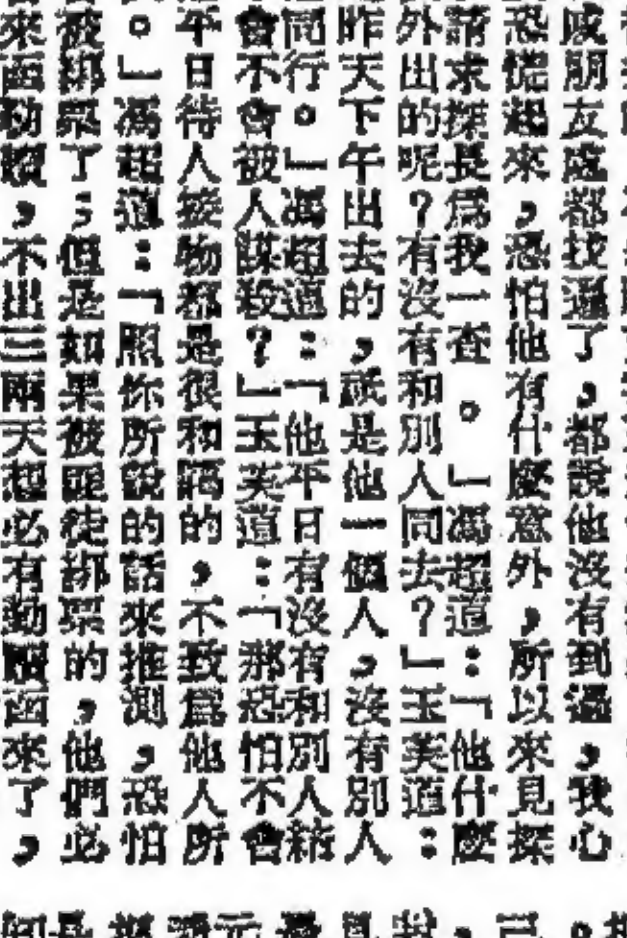 戚朋友處都找遍了，都說他沒有到過，我心
恐慌起來，恐怕他有什麼意外，所以來見探
請求探長爲我一查。」馮超道：「他什麼
外出的呢？有沒有和別人同去？」玉芙道：
昨天下午出去的，就是他一個人，沒有別人
同行。」馮超道：「他平日有沒有和別人結
會不會被人謀殺？」玉芙道：「那恐怕不會
平日待人接物都是很和藹的，不致爲他人所
。」馮超道：「照你所說的話來推測，恐怕
被綁票了；但是如果被匪徒綁票的，他們必
來函勒贖，不出三兩天想必有勒贖函來了，